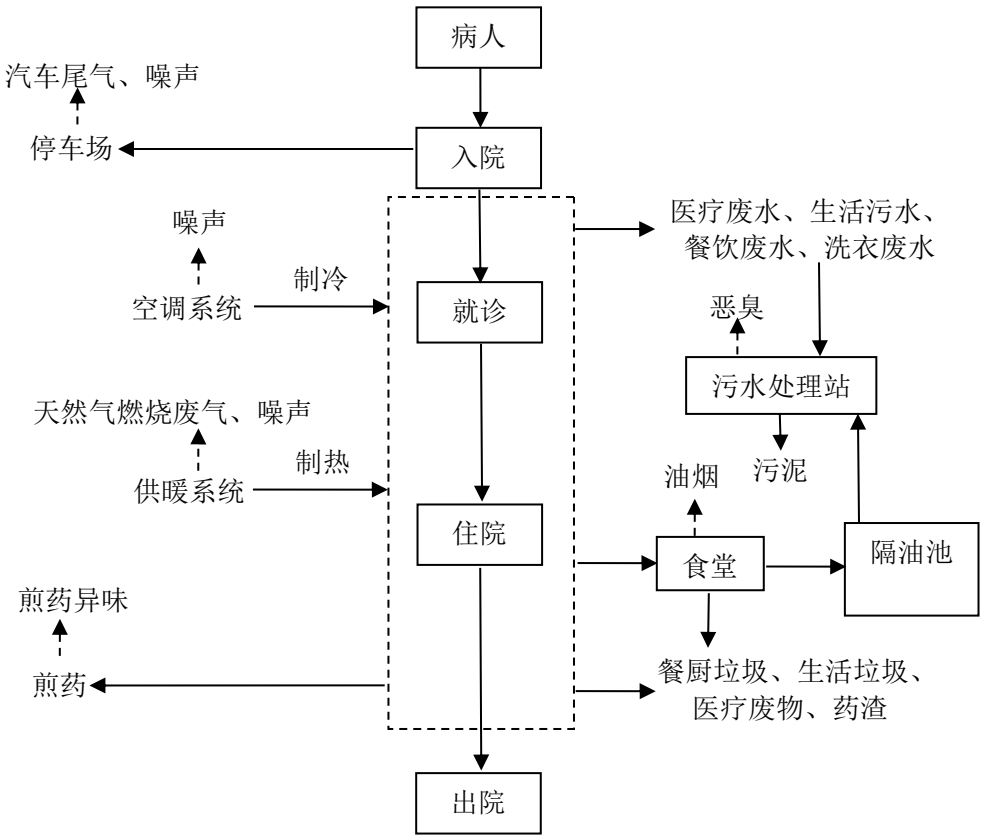 病人
汽车尾气、噪声
停车场
入院
医疗废水、生活污水、
餐饮废水、洗衣废水
噪声
制冷
空调系统
就诊
恶臭
污水处理站
天然气燃烧废气、噪声
制热
供暖系统
污泥
油烟
住院
食堂
隔油池
煎药异味
煎药
餐厨垃圾、生活垃圾、
医疗废物、药渣
出院